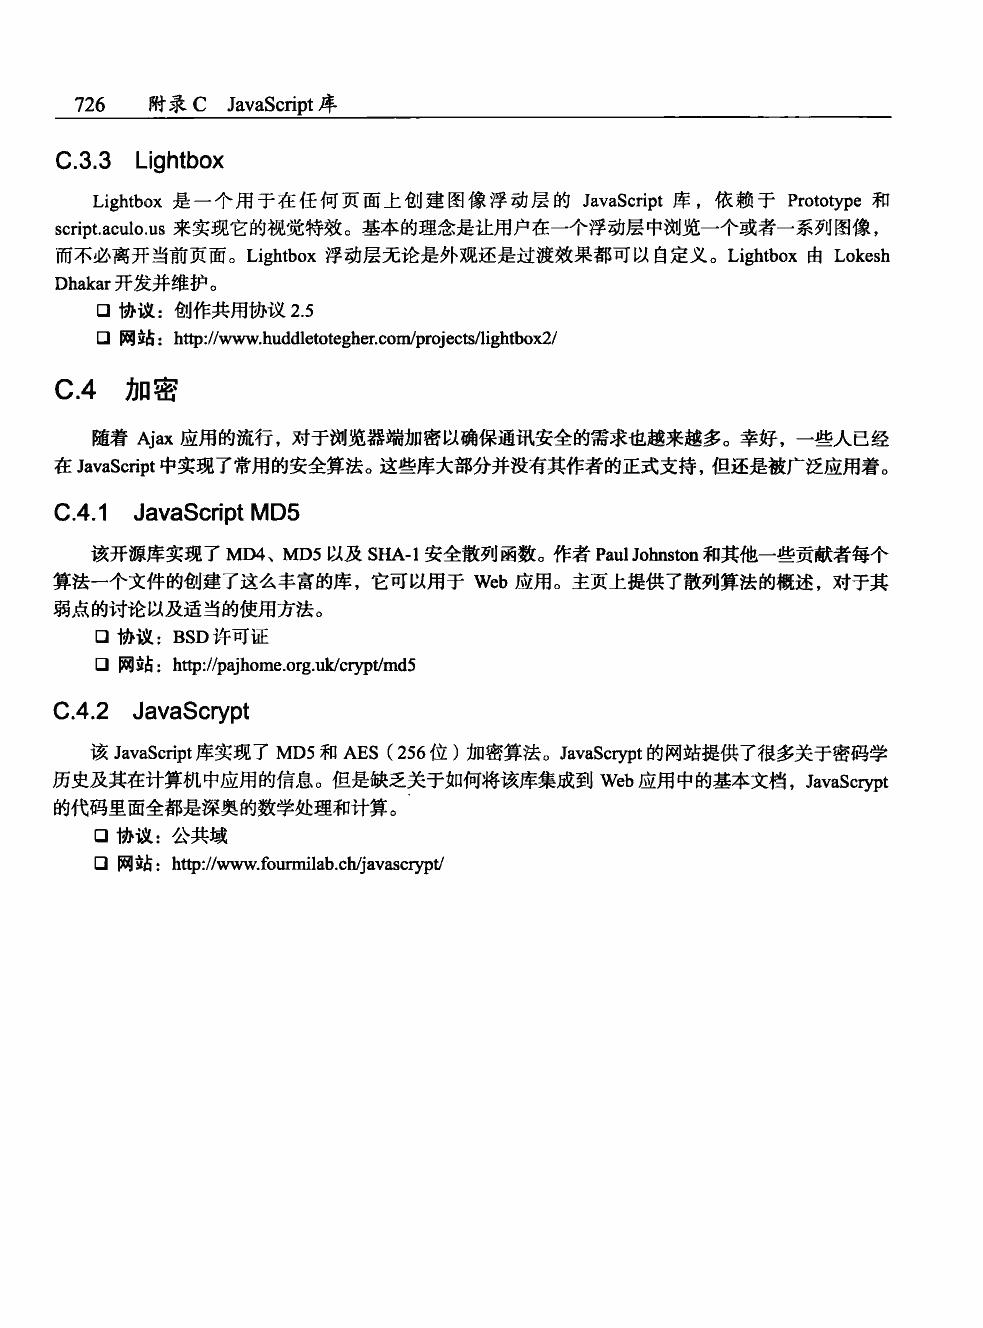 726 附录 C JavaScript 库
C.3.3 Lightbox
Lightbox 是一个用于在任何页面上创建图像浮动层的 JavaScript 库，依赖于 Prototype 和
script.aculo.us 来实现它的视觉特效。基本的理念是让用户在一个浮动层中浏览一个或者一系列图像，
而不必离开当前页面。Lightbox 浮动层无论是外观还是过渡效果都可以自定义。Lightbox 由 Lokesh
Dhakar 开发并维护。
❑ 协议：创作共用协议 2.5
❑ 网站：http://www.huddletotegher.com/projects/lightbox2/
C.4 加密
随着 Ajax 应用的流行，对于浏览器端加密以确保通讯安全的需求也越来越多。幸好，一些人已经
在 JavaScript 中实现了常用的安全算法。这些库大部分并没有其作者的正式支持，但还是被广泛应用着。
C.4.1 JavaScript MD5
该开源库实现了 MD4、MD5 以及 SHA-1 安全散列函数。作者 Paul Johnston 和其他一些贡献者每个
算法一个文件的创建了这么丰富的库，它可以用于 Web 应用。主页上提供了散列算法的概述，对于其
弱点的讨论以及适当的使用方法。
❑ 协议：BSD 许可证
❑ 网站：http://pajhome.org.uk/crypt/md5
C.4.2 JavaScrypt
该 JavaScript 库实现了 MD5 和 AES（256 位）加密算法。JavaScrypt 的网站提供了很多关于密码学
历史及其在计算机中应用的信息。但是缺乏关于如何将该库集成到 Web 应用中的基本文档，JavaScrypt
的代码里面全都是深奥的数学处理和计算。
❑ 协议：公共域
❑ 网站：http://www.fourmilab.ch/javascrypt/